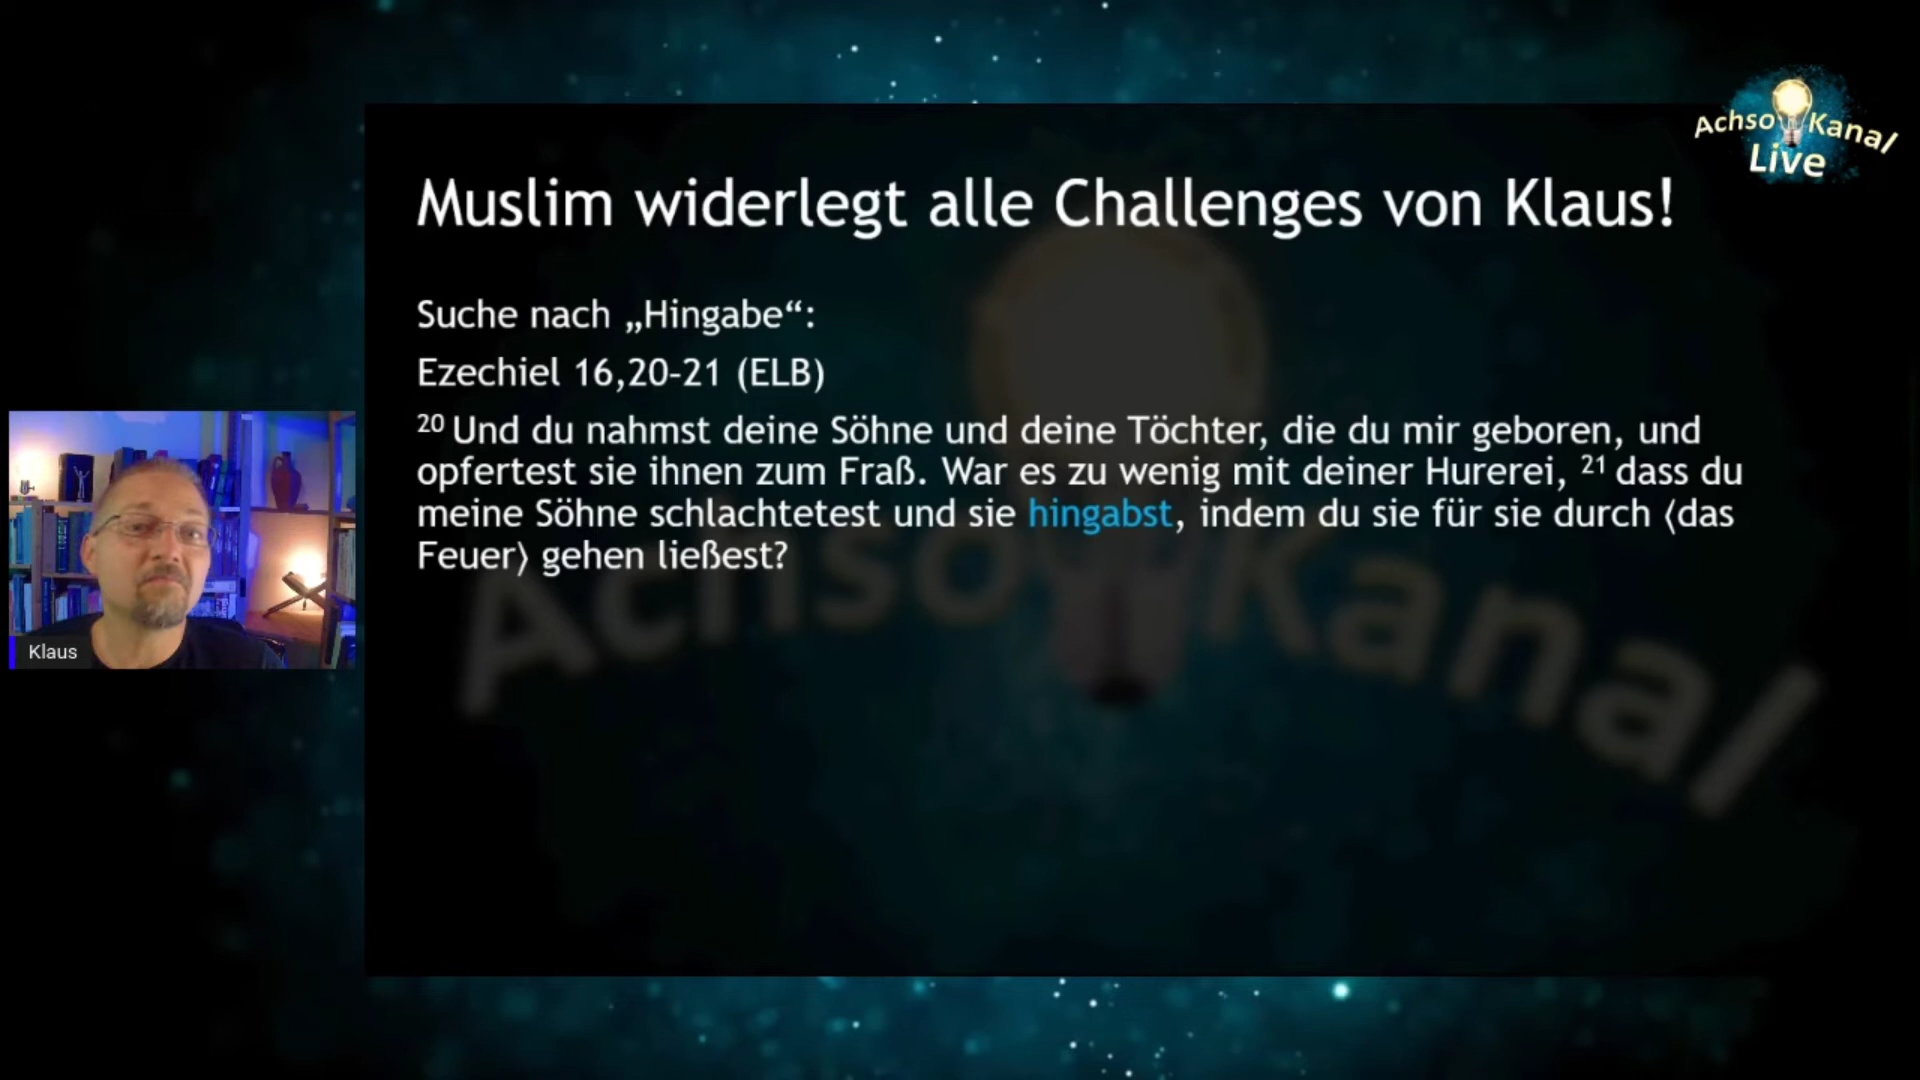 Achso Kanal
Live
Muslim widerlegt alle Challenges von Klaus!
Suche nach „Hingabe“:
Ezechiel 16,20-21 (ELB)
20 Und du nahmst deine Söhne und deine Töchter, die du mir geboren, und
opfertest sie ihnen zum Fraß. War es zu wenig mit deiner Hurerei, 21 dass du
meine Söhne schlachtetest und sie hingabst, indem du sie für sie durch ⟨das
Feuer⟩ gehen ließest?
Achso Kanal
Klaus